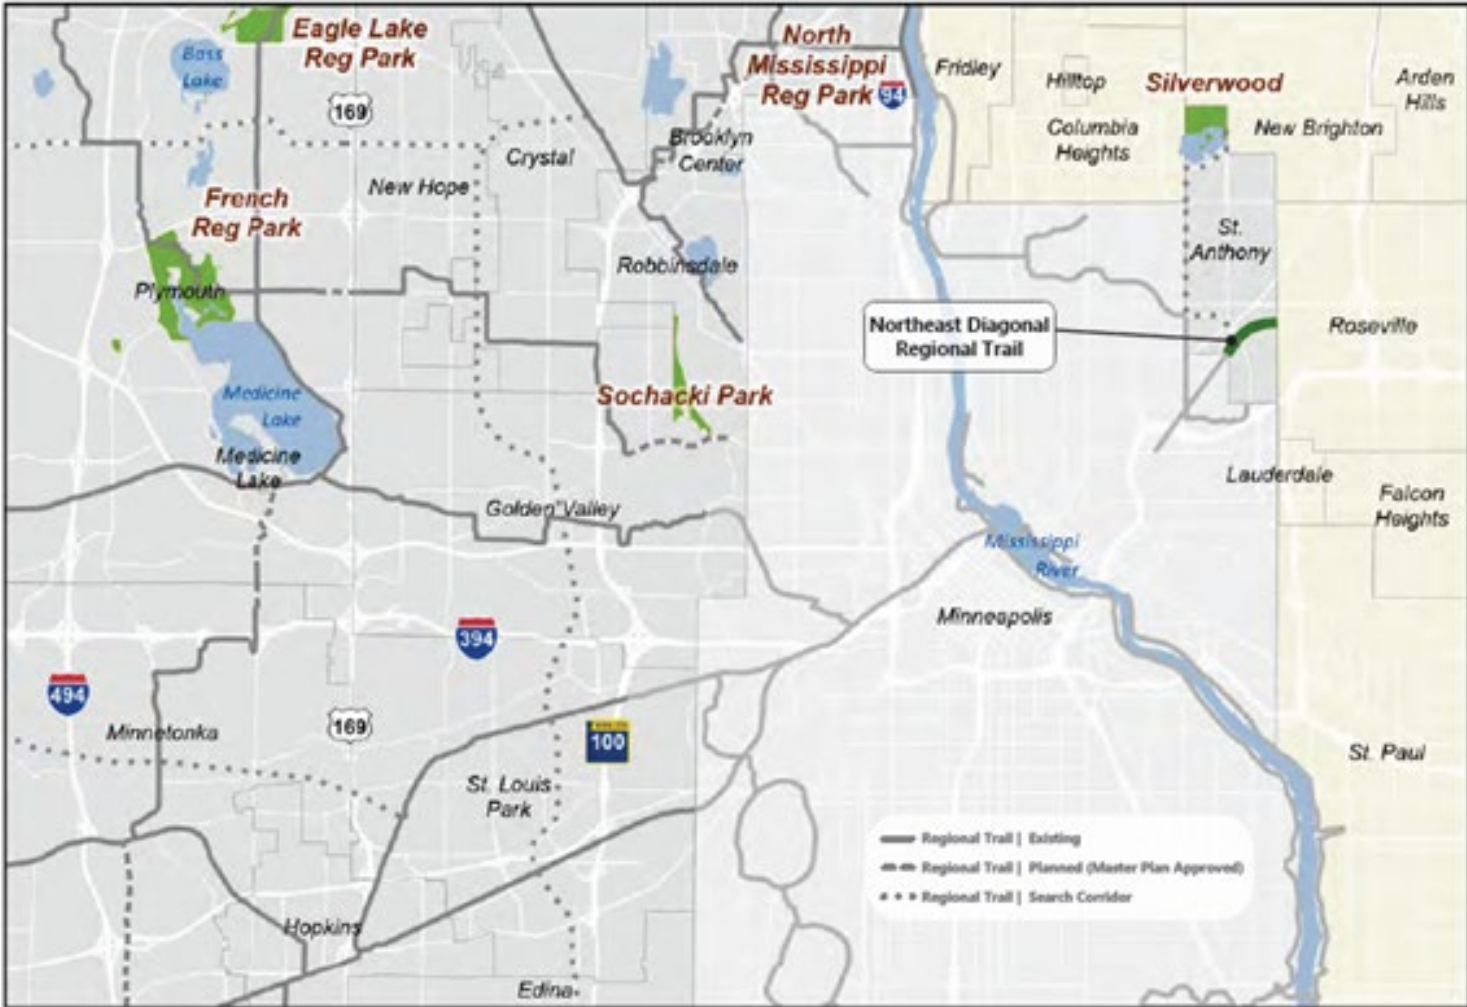 Eagle Lake
Reg Park
Bass
Lake
169
North
Mississippi
Reg Park
94
Fridley
Hilltop
Silverwood
Arden
Hills
Columbia
Heights
New Brighton
Brooklyn
Center
Crystal
New Hope
French
Reg Park
St.
Anthony
Robbinsdale
Plymouth
Northeast Diagonal
Regional Trail
Roseville
Medicine
Lake
Sochacki Park
Medicine
Lake
Lauderdale
Falcon
Heights
Golden Valley
Mississippi
River
Minneapolis
394
494
169
100
Minnetonka
St. Louis
Park
St. Paul
Regional Trail | Existing
Regional Trail | Planned (Master Plan Approved)
Regional Trail | Search Corridor
Hopkins
Edina